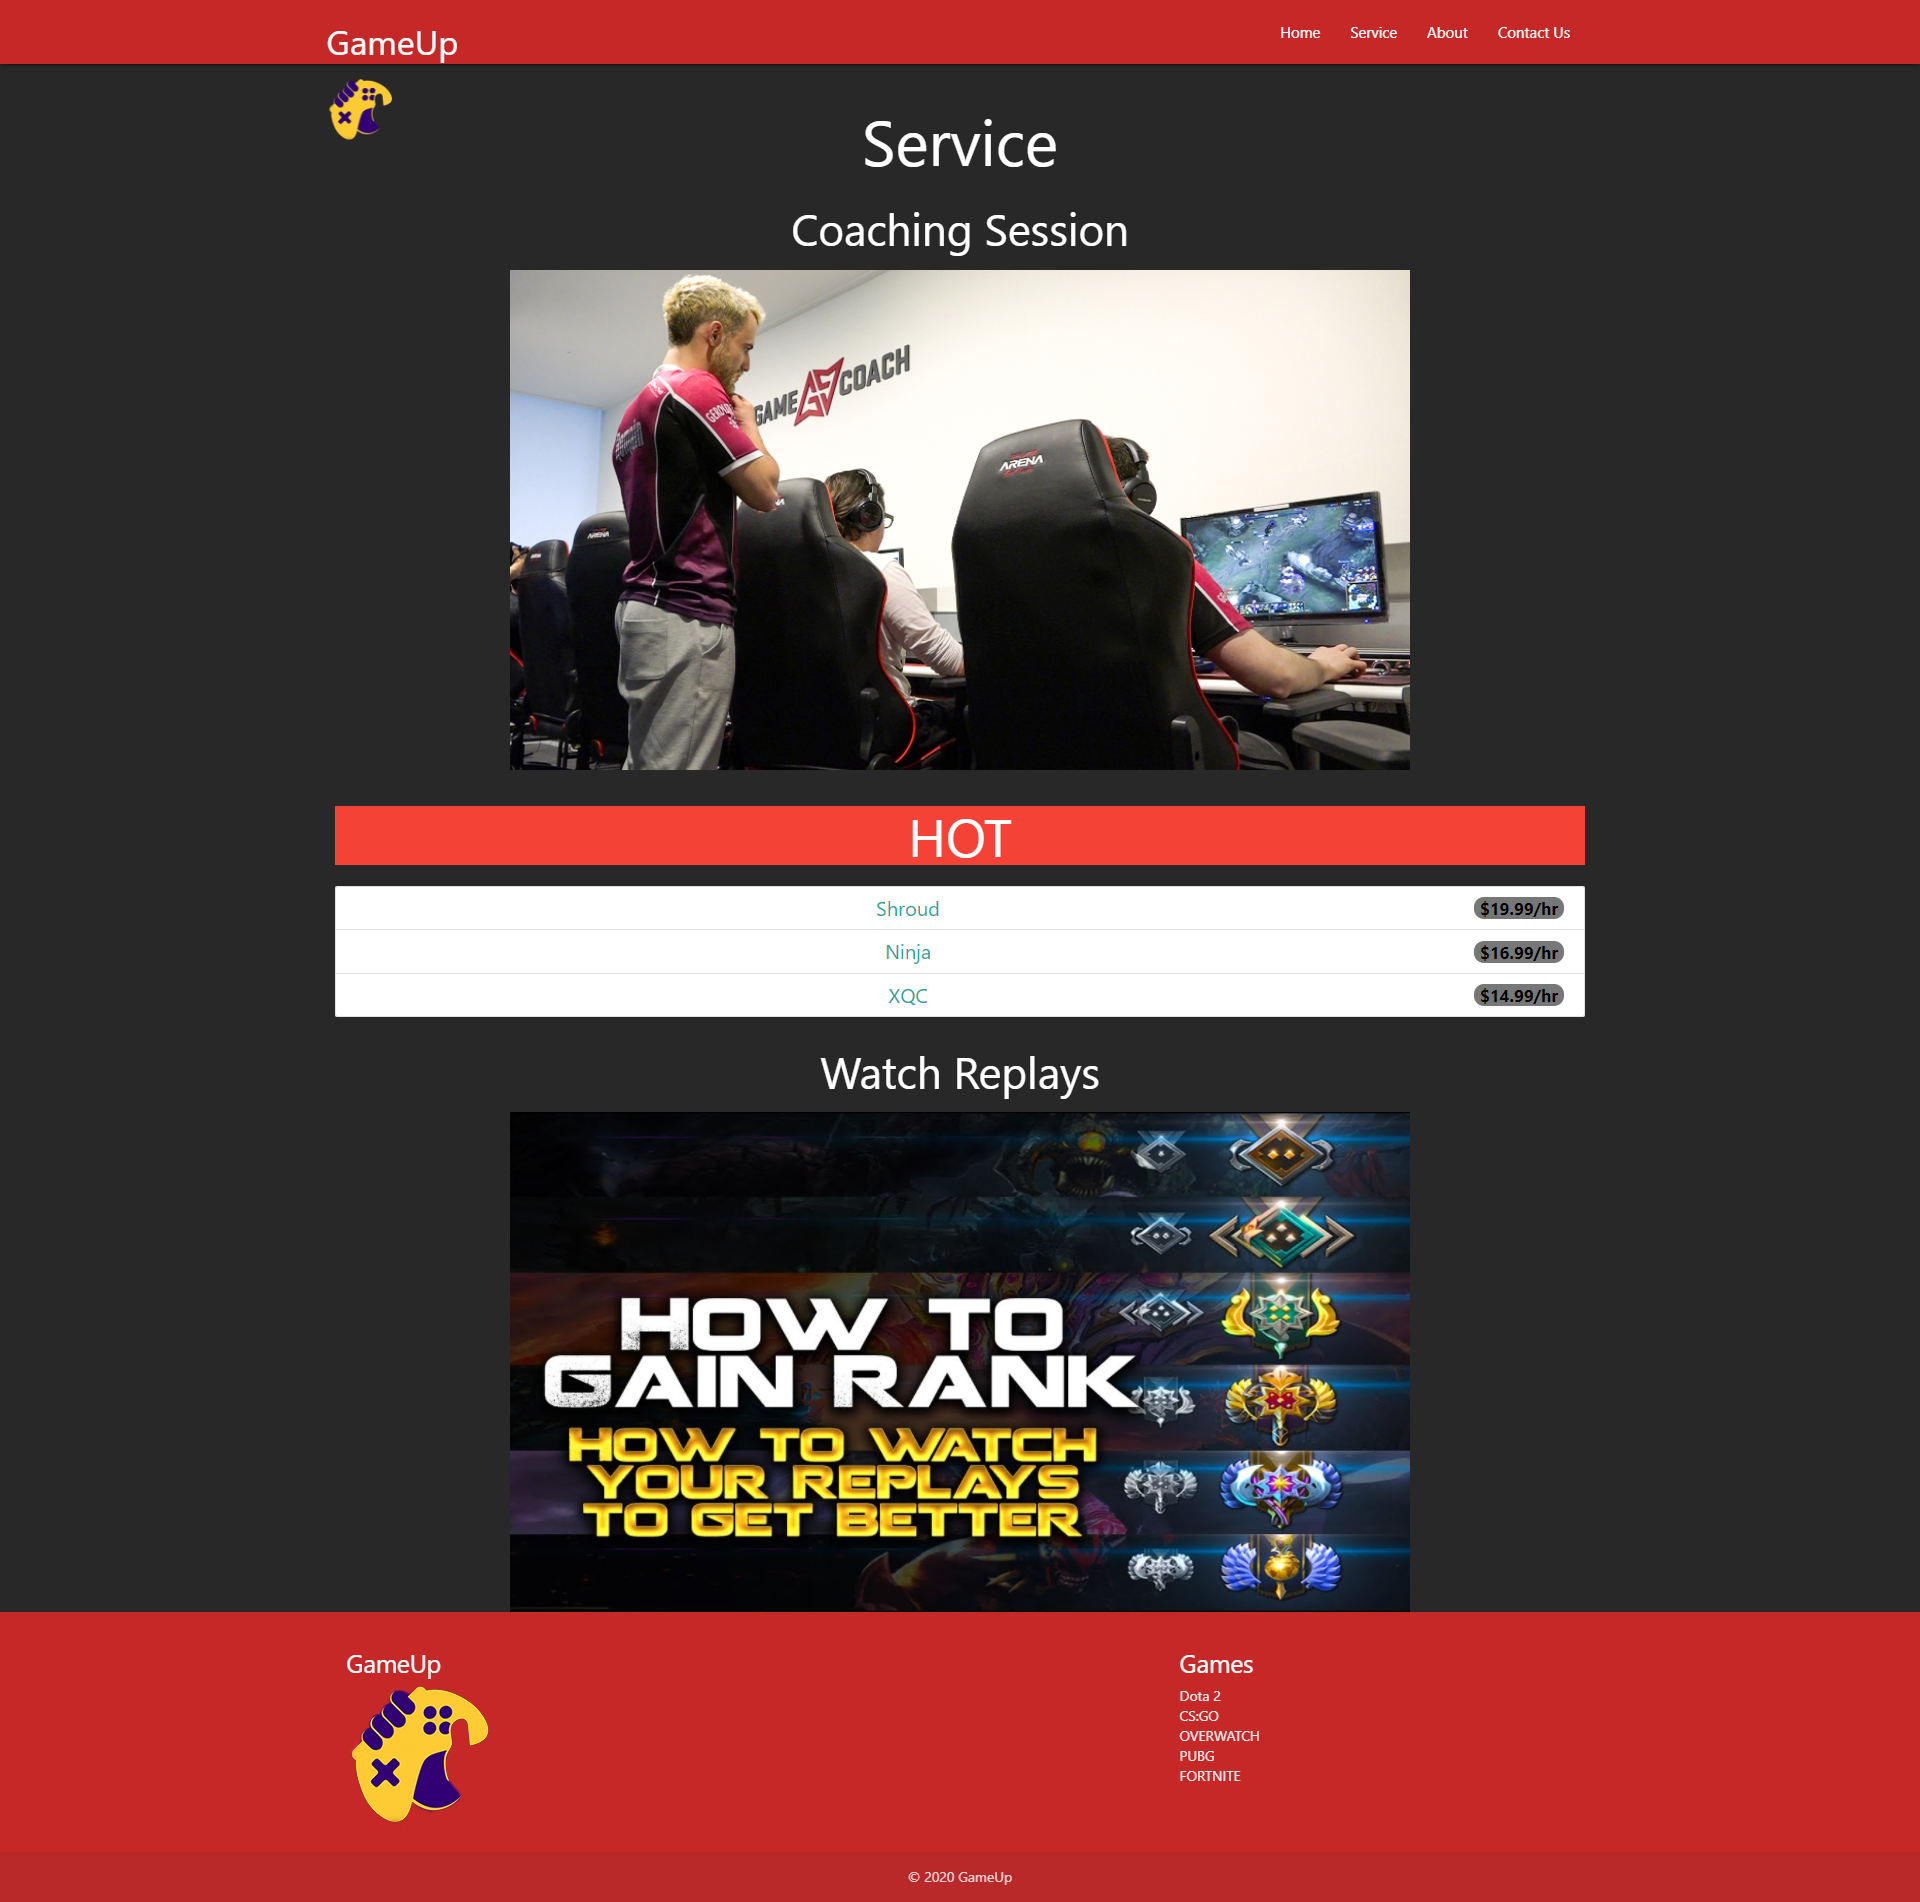 GameUp
Home
Service
About
Contact Us
Service
Coaching Session
GAME COACH
ARENA
ARENA
HOT
Shroud
$19.99/hr
Ninja
$16.99/hr
XQC
$14.99/hr
Watch Replays
HOW TO
GAIN RANK
HOW TO WATCH
YOUR REPLAYS
TO GET BETTER
GameUp
Games
Dota 2
CS:GO
OVERWATCH
PUBG
FORTNITE
© 2020 GameUp